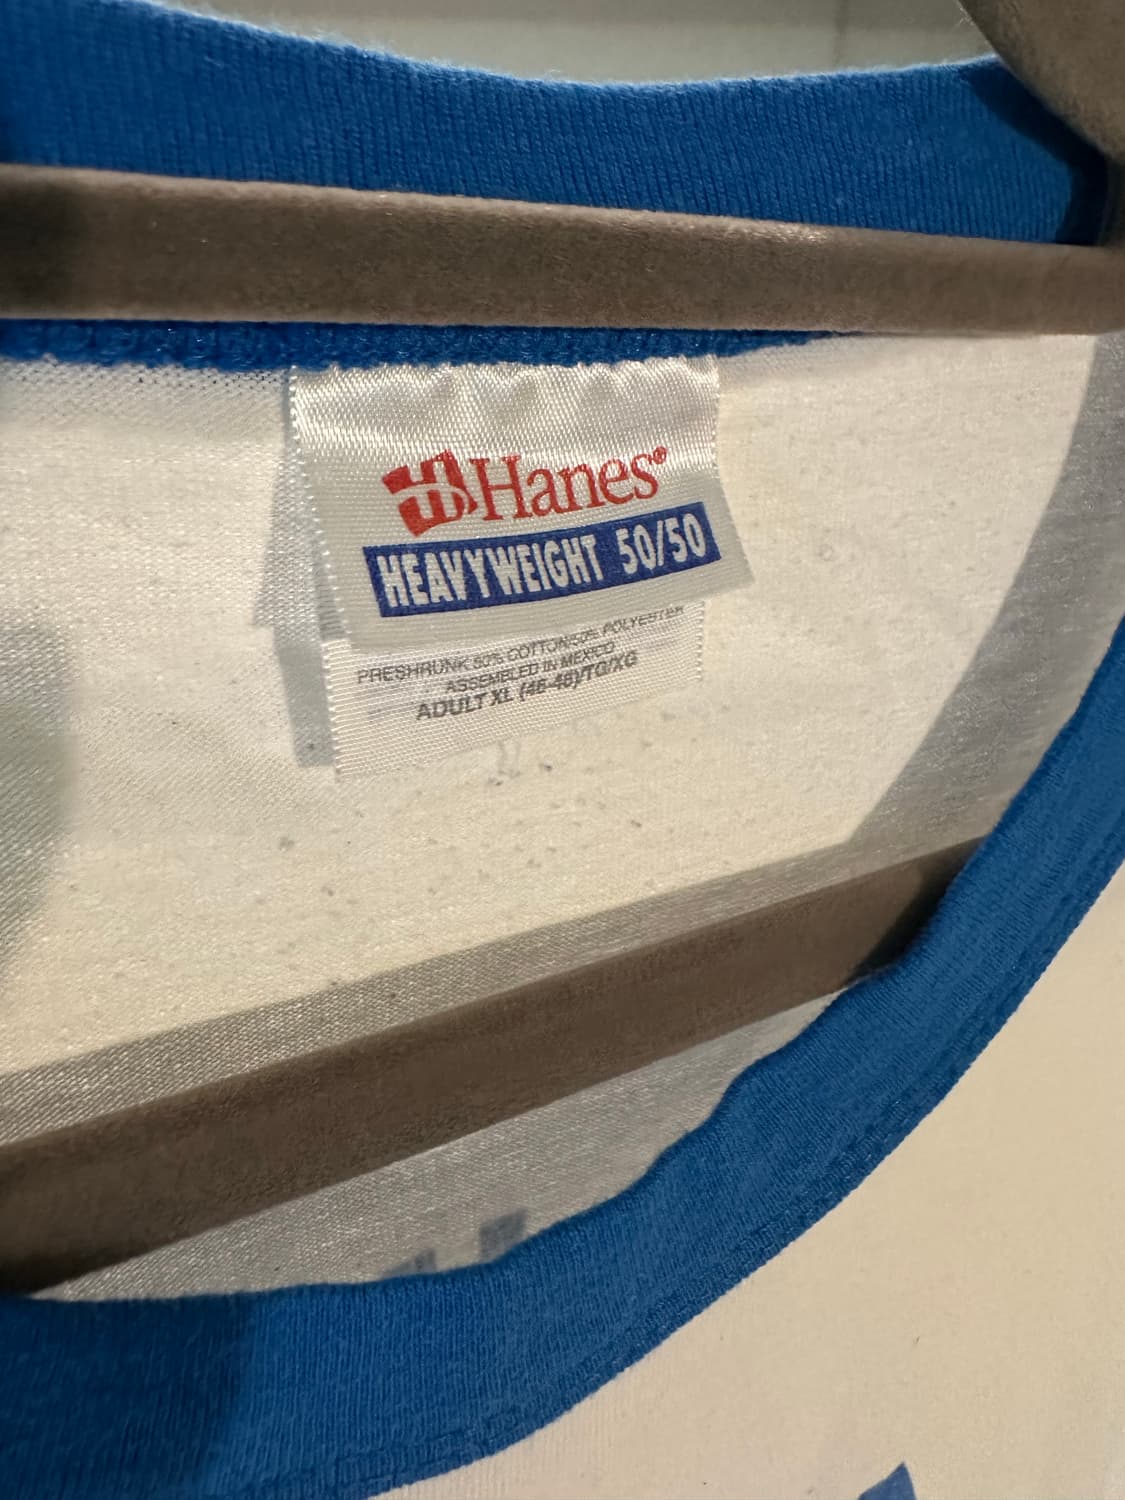 Hanes®
HEAVYWEIGHT 50/50
PRESHRUNK 50% COTTON/50% POLYESTER
ASSEMBLED IN MEXICO
ADULT XL (46-48)/TG/XG